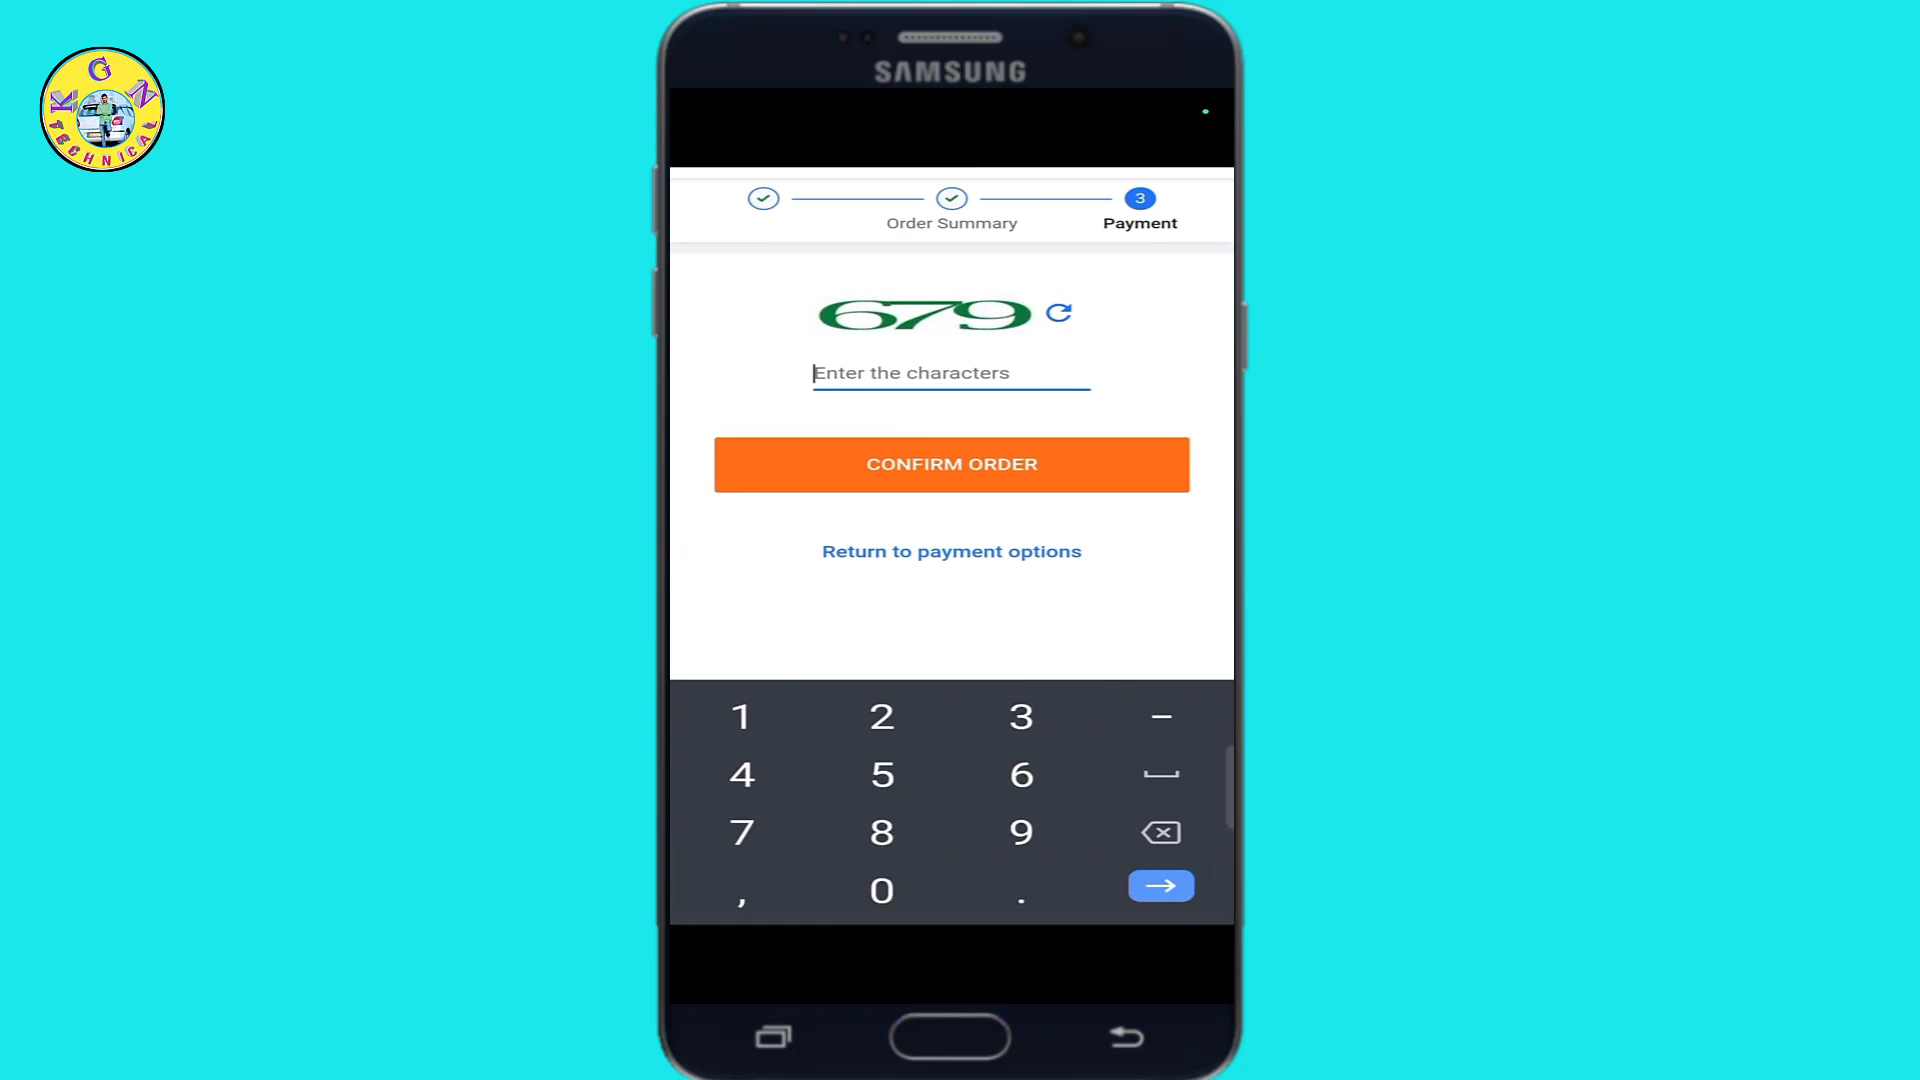 K G N
TECHNICAL
SAMSUNG
3
Order Summary
Payment
679
Enter the characters
CONFIRM ORDER
Return to payment options
1 2 3 -
4 5 6
7 8 9
, 0 .